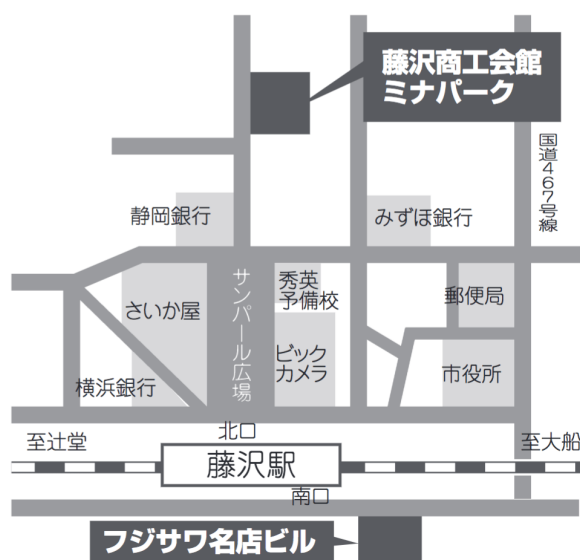 藤沢商工会館
ミナパーク
国道467号線
静岡銀行
みずほ銀行
サンパール広場
秀英
予備校
郵便局
さいか屋
ビック
カメラ
市役所
横浜銀行
北口
至辻堂
藤沢駅
至大船
南口
フジサワ名店ビル